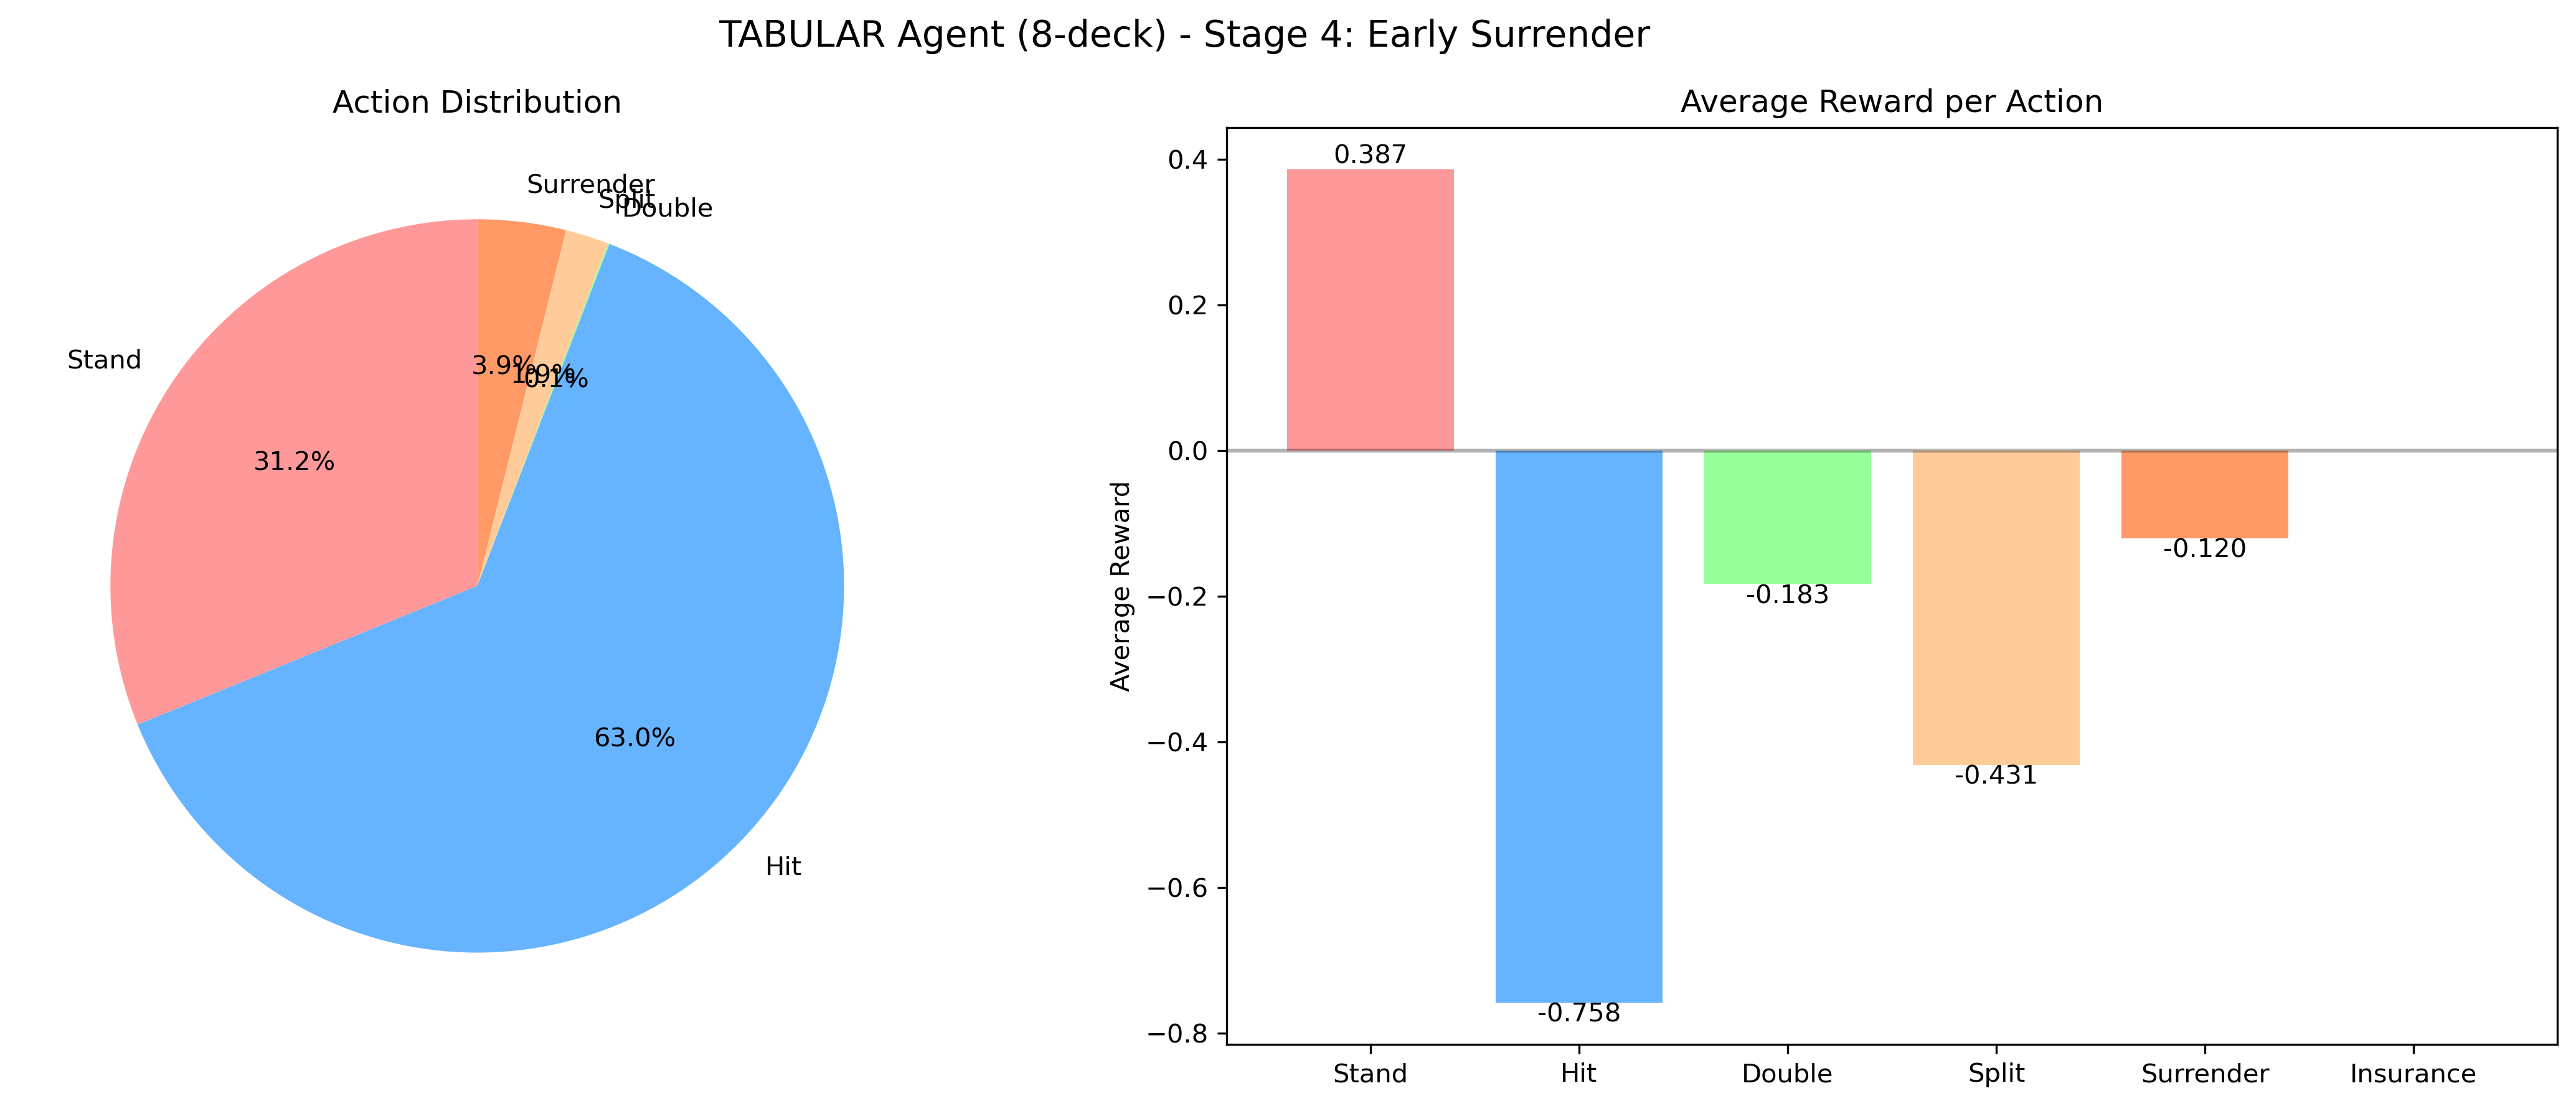 TABULAR Agent (8-deck) - Stage 4: Early Surrender
Action Distribution
Surrender
Split
Double
Stand
3.9%
1.9%
0.1%
31.2%
63.0%
Hit
Average Reward per Action
Average Reward
0.4
0.2
0.0
−0.2
−0.4
−0.6
−0.8
0.387
-0.758
-0.183
-0.431
-0.120
Stand
Hit
Double
Split
Surrender
Insurance